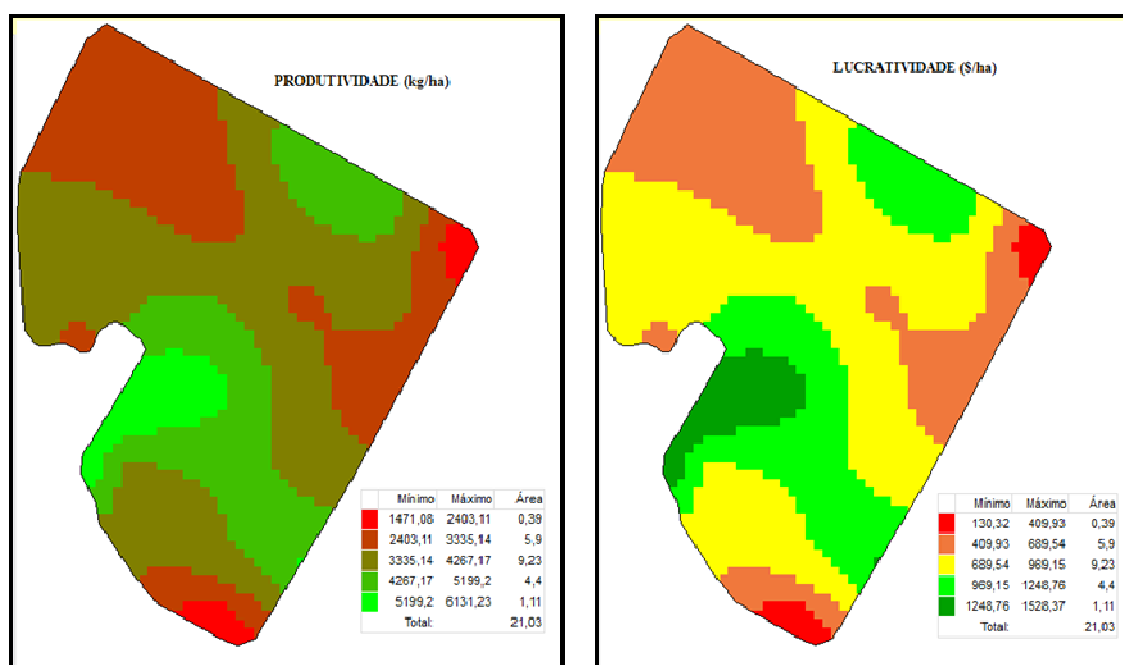 PRODUTIVIDADE (kg/ha)
Mínimo Máximo Área
1471,08 2403,11 0,39
2403,11 3335,14 5,9
3335,14 4267,17 9,23
4267,17 5199,2 4,4
5199,2 6131,23 1,11
Total: 21,03
LUCRATIVIDADE ($/ha)
Mínimo Máximo Área
130,32 409,93 0,39
409,93 689,54 5,9
689,54 969,15 9,23
969,15 1248,76 4,4
1248,76 1528,37 1,11
Total: 21,03